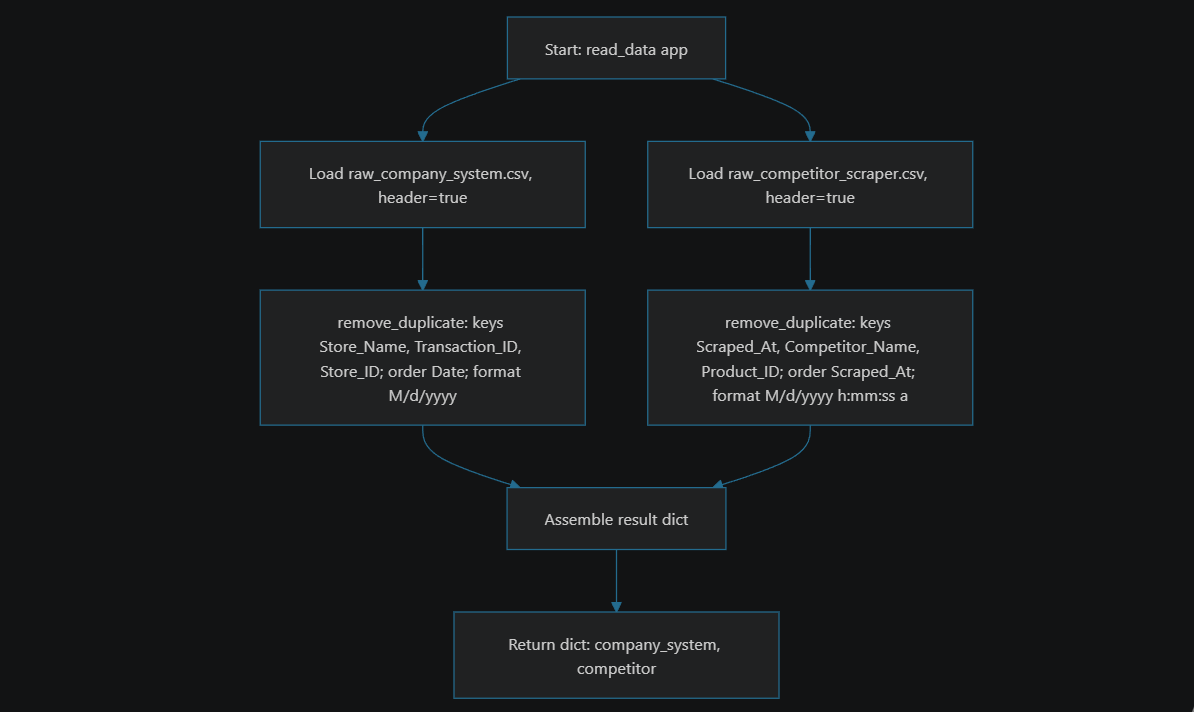 Start: read_data app
Load raw_company_system.csv,
header=true
Load raw_competitor_scraper.csv,
header=true
remove_duplicate: keys
Store_Name, Transaction_ID,
Store_ID; order Date; format
M/d/yyyy
remove_duplicate: keys
Scraped_At, Competitor_Name,
Product_ID; order Scraped_At;
format M/d/yyyy h:mm:ss a
Assemble result dict
Return dict: company_system,
competitor